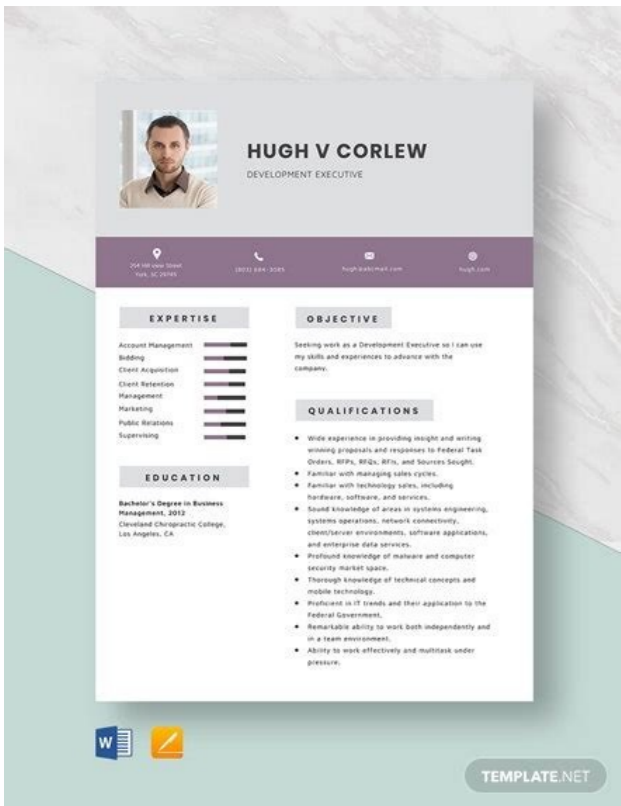 HUGH V CORLEW
DEVELOPMENT EXECUTIVE
York, SC 29745
(803) 684-3085
hugh@abcmail.com
hugh.com
EXPERTISE
Account Management
Bidding
Client Acquisition
Client Retention
Management
Marketing
Public Relations
Supervising
EDUCATION
Bachelor's Degree in Business
Management, 2012
Cleveland Chiropractic College,
Los Angeles, CA
OBJECTIVE
Seeking work as a Development Executive so I can use
my skills and experiences to advance with the
company.
QUALIFICATIONS
Wide experience in providing insight and writing
winning proposals and responses to Federal Task
Orders, RFPs, RFQs, RFIs, and Sources Sought.
Familiar with managing sales cycles.
Familiar with technology sales, including
hardware, software, and services.
Sound knowledge of areas in systems engineering,
systems operations, network connectivity,
client/server environments, software applications,
and enterprise data services.
Profound knowledge of malware and computer
security market space.
Thorough knowledge of technical concepts and
mobile technology.
Proficient in IT trends and their application to the
Federal Government.
Remarkable ability to work both independently and
in a team environment.
Ability to work effectively and multitask under
pressure.
W
TEMPLATE.NET